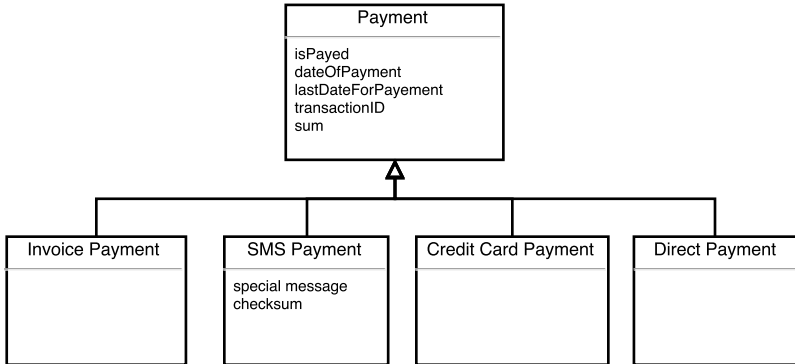 Payment
isPayed
dateOfPayment
lastDateForPayement
transactionID
sum
Invoice Payment
SMS Payment
special message
checksum
Credit Card Payment
Direct Payment